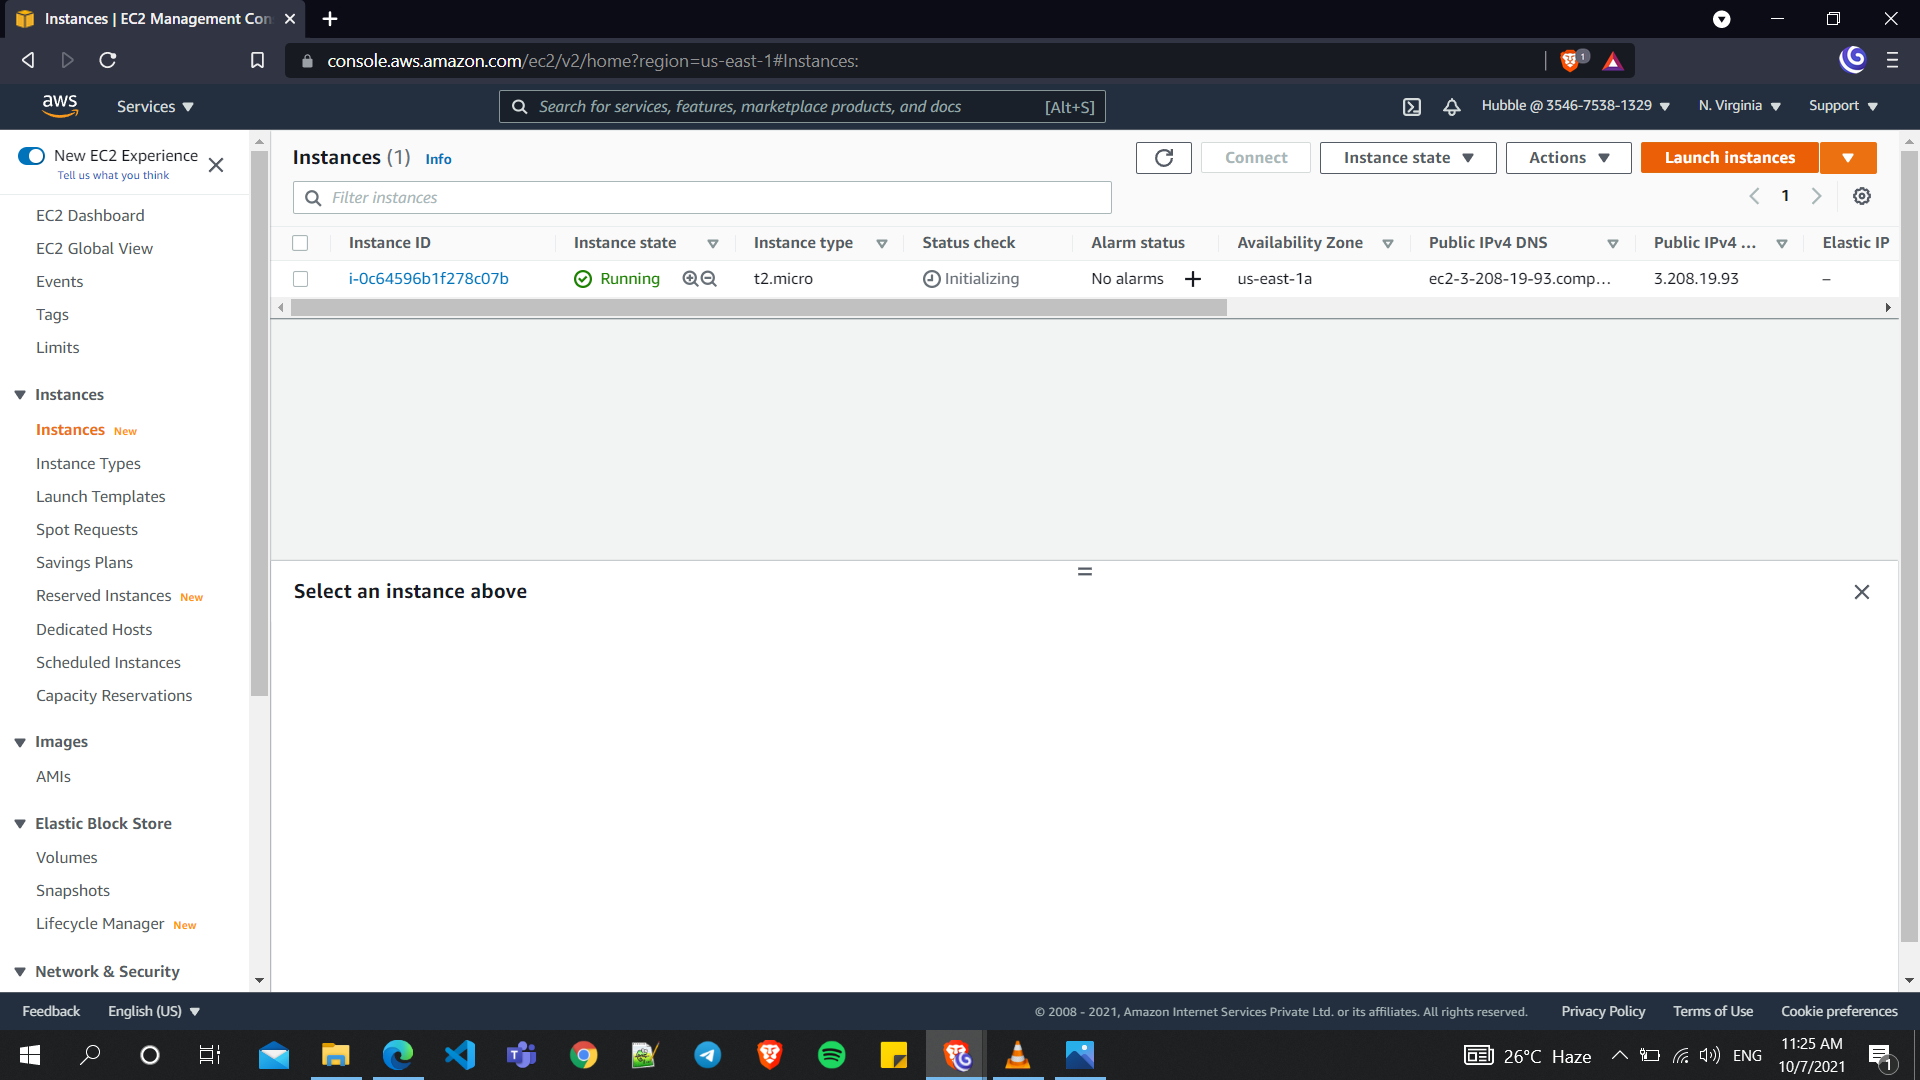 Instances | EC2 Management Con
console.aws.amazon.com/ec2/v2/home?region=us-east-1#Instances:
1
aws
Services
Search for services, features, marketplace products, and docs
[Alt+S]
Hubble @ 3546-7538-1329
N. Virginia
Support
New EC2 Experience
Tell us what you think
EC2 Dashboard
EC2 Global View
Events
Tags
Limits
Instances
Instances New
Instance Types
Launch Templates
Spot Requests
Savings Plans
Reserved Instances New
Dedicated Hosts
Scheduled Instances
Capacity Reservations
Images
AMIs
Elastic Block Store
Volumes
Snapshots
Lifecycle Manager New
Network & Security
Instances (1) Info
Connect
Instance state
Actions
Launch instances
Filter instances
1
Instance ID
Instance state
Instance type
Status check
Alarm status
Availability Zone
Public IPv4 DNS
Public IPv4 ...
Elastic IP
i-0c64596b1f278c07b
Running
t2.micro
Initializing
No alarms
us-east-1a
ec2-3-208-19-93.comp...
3.208.19.93
–
Select an instance above
Feedback
English (US)
© 2008 - 2021, Amazon Internet Services Private Ltd. or its affiliates. All rights reserved.
Privacy Policy
Terms of Use
Cookie preferences
26°C Haze
ENG
11:25 AM
10/7/2021
1